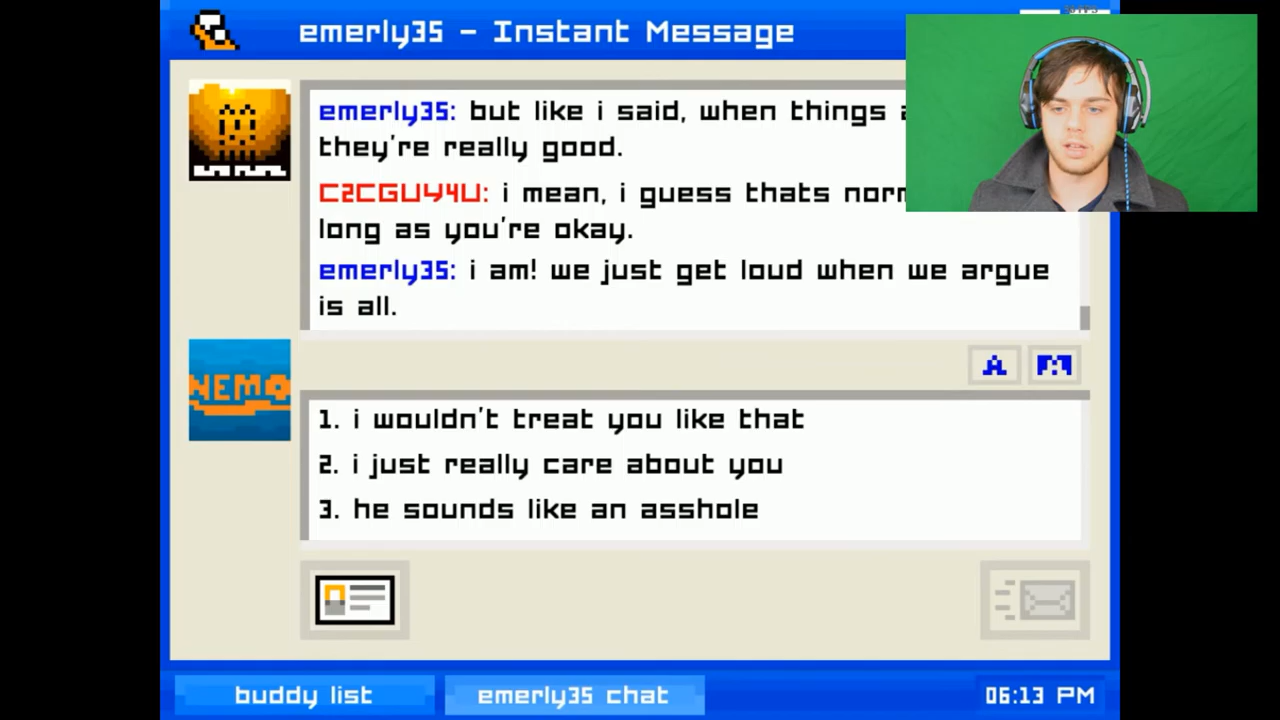 emerly35 - Instant Message
emerly35: but like i said, when things
they're really good.
C2CGUY4U: i mean, i guess thats
long as you're okay.
emerly35: i am! we just get loud when we argue
is all.
A
NEMO
1. i wouldn't treat you like that
2. i just really care about you
3. he sounds like an asshole
buddy list
emerly35 chat
06:13 PM